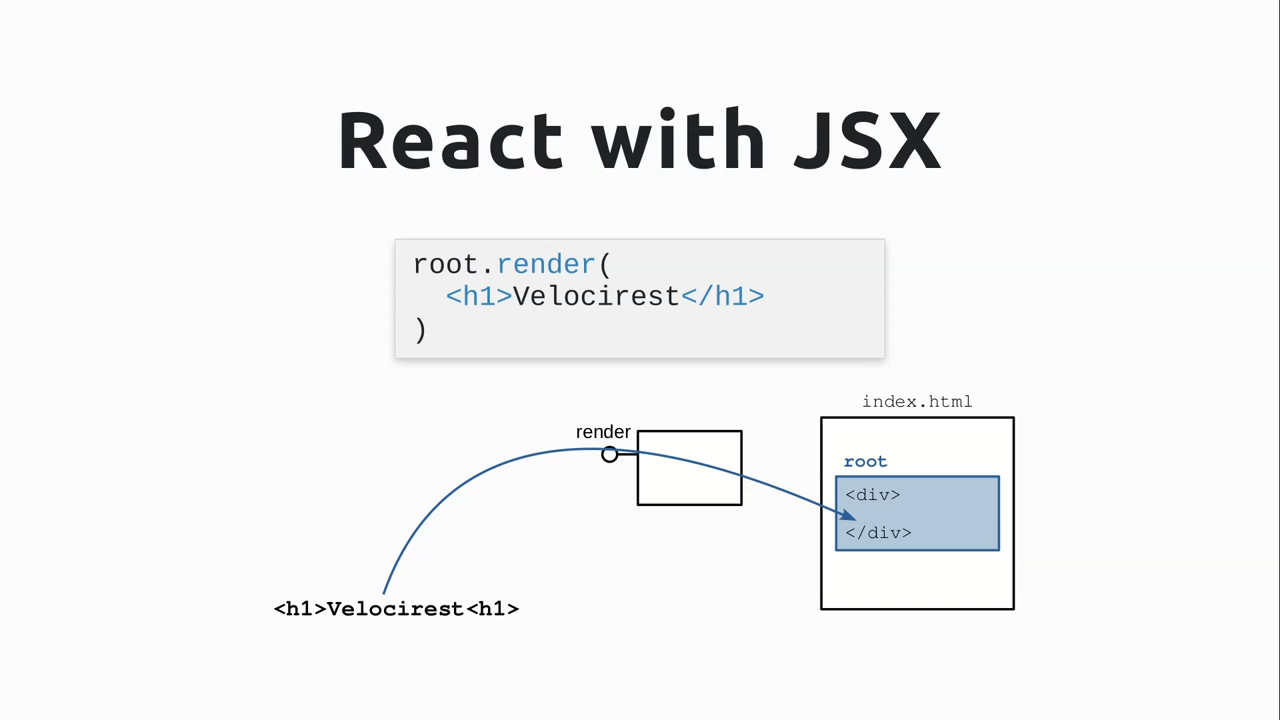 React with JSX
root.render(
  <h1>Velocirest</h1>
)
index.html
render
root
<div>
</div>
<h1>Velocirest<h1>